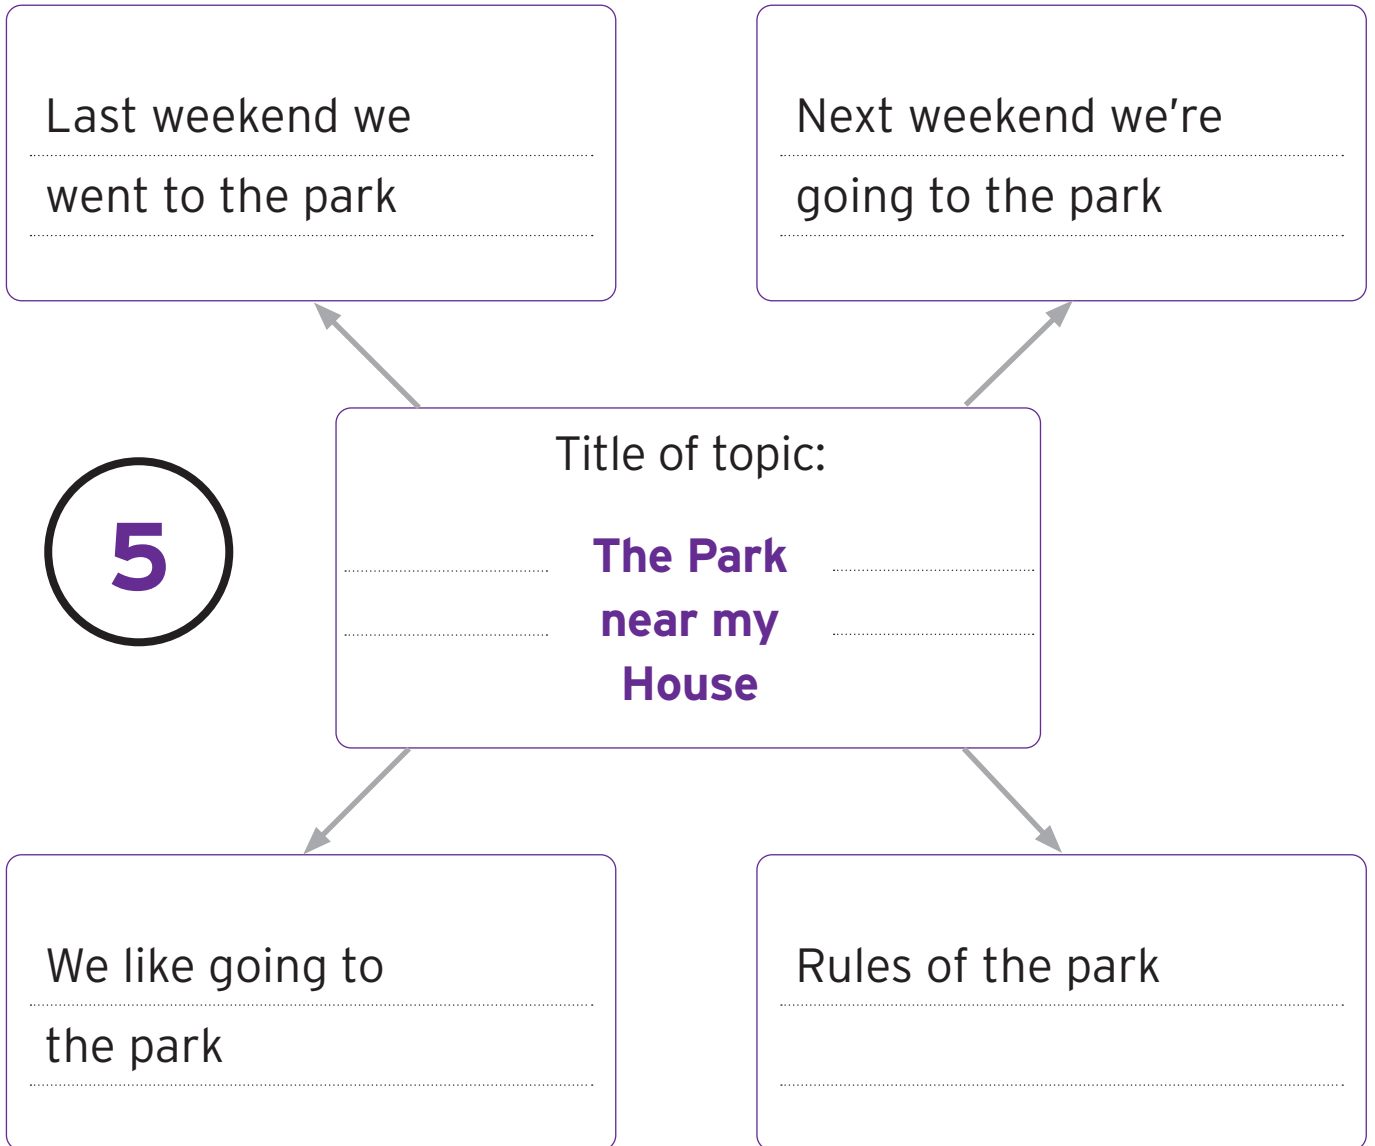 Last weekend we
went to the park
Next weekend we're
going to the park
Title of topic:
The Park
near my
House
5
We like going to
the park
Rules of the park